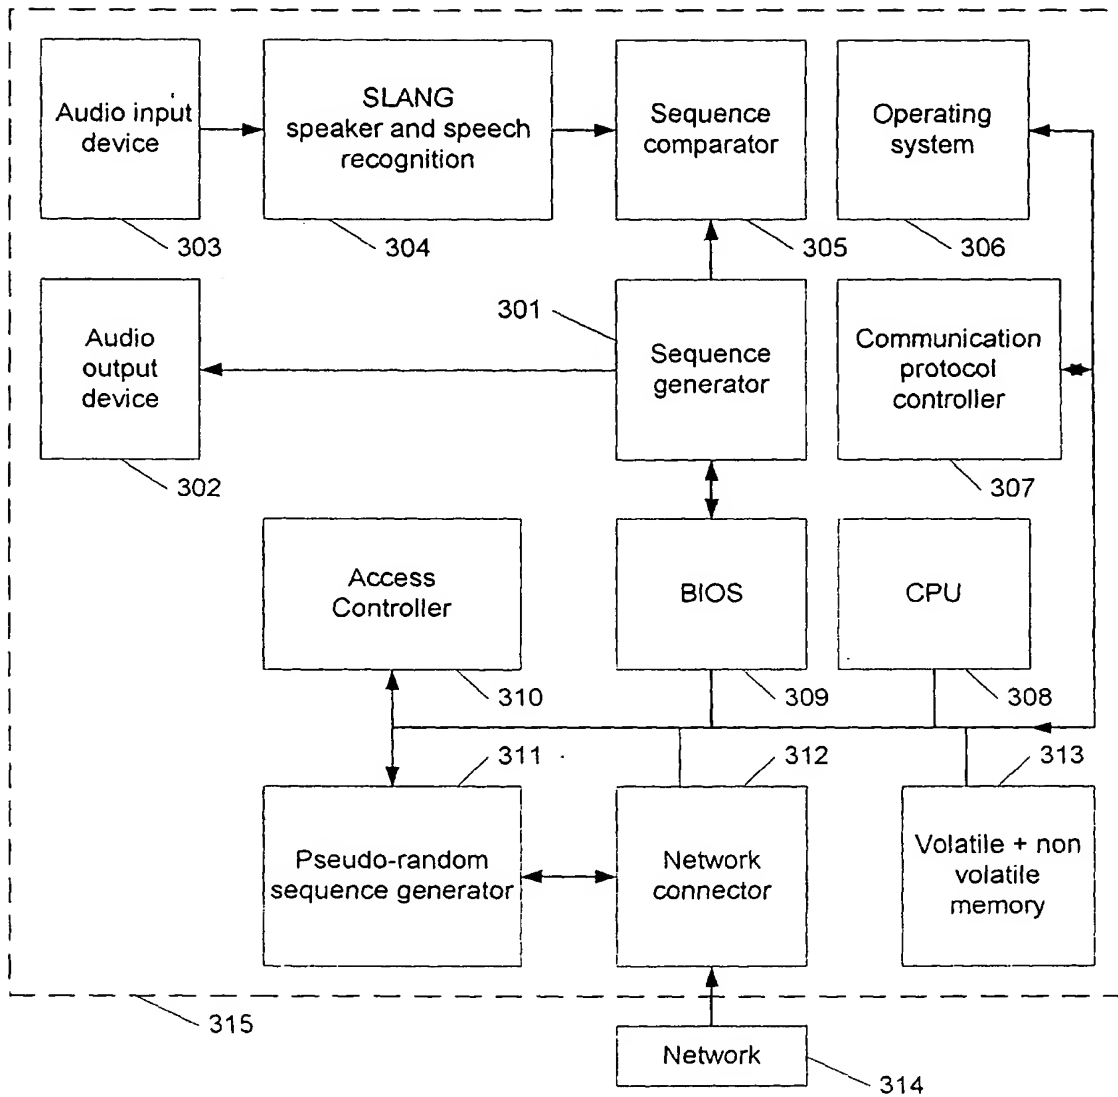 Audio input
device
SLANG
speaker and speech
recognition
Sequence
comparator
Operating
system
303
304
305
306
Audio
output
device
301
Sequence
generator
Communication
protocol
controller
302
307
Access
Controller
BIOS
CPU
310
309
308
311
312
313
Pseudo-random
sequence generator
Network
connector
Volatile + non
volatile
memory
315
Network
314